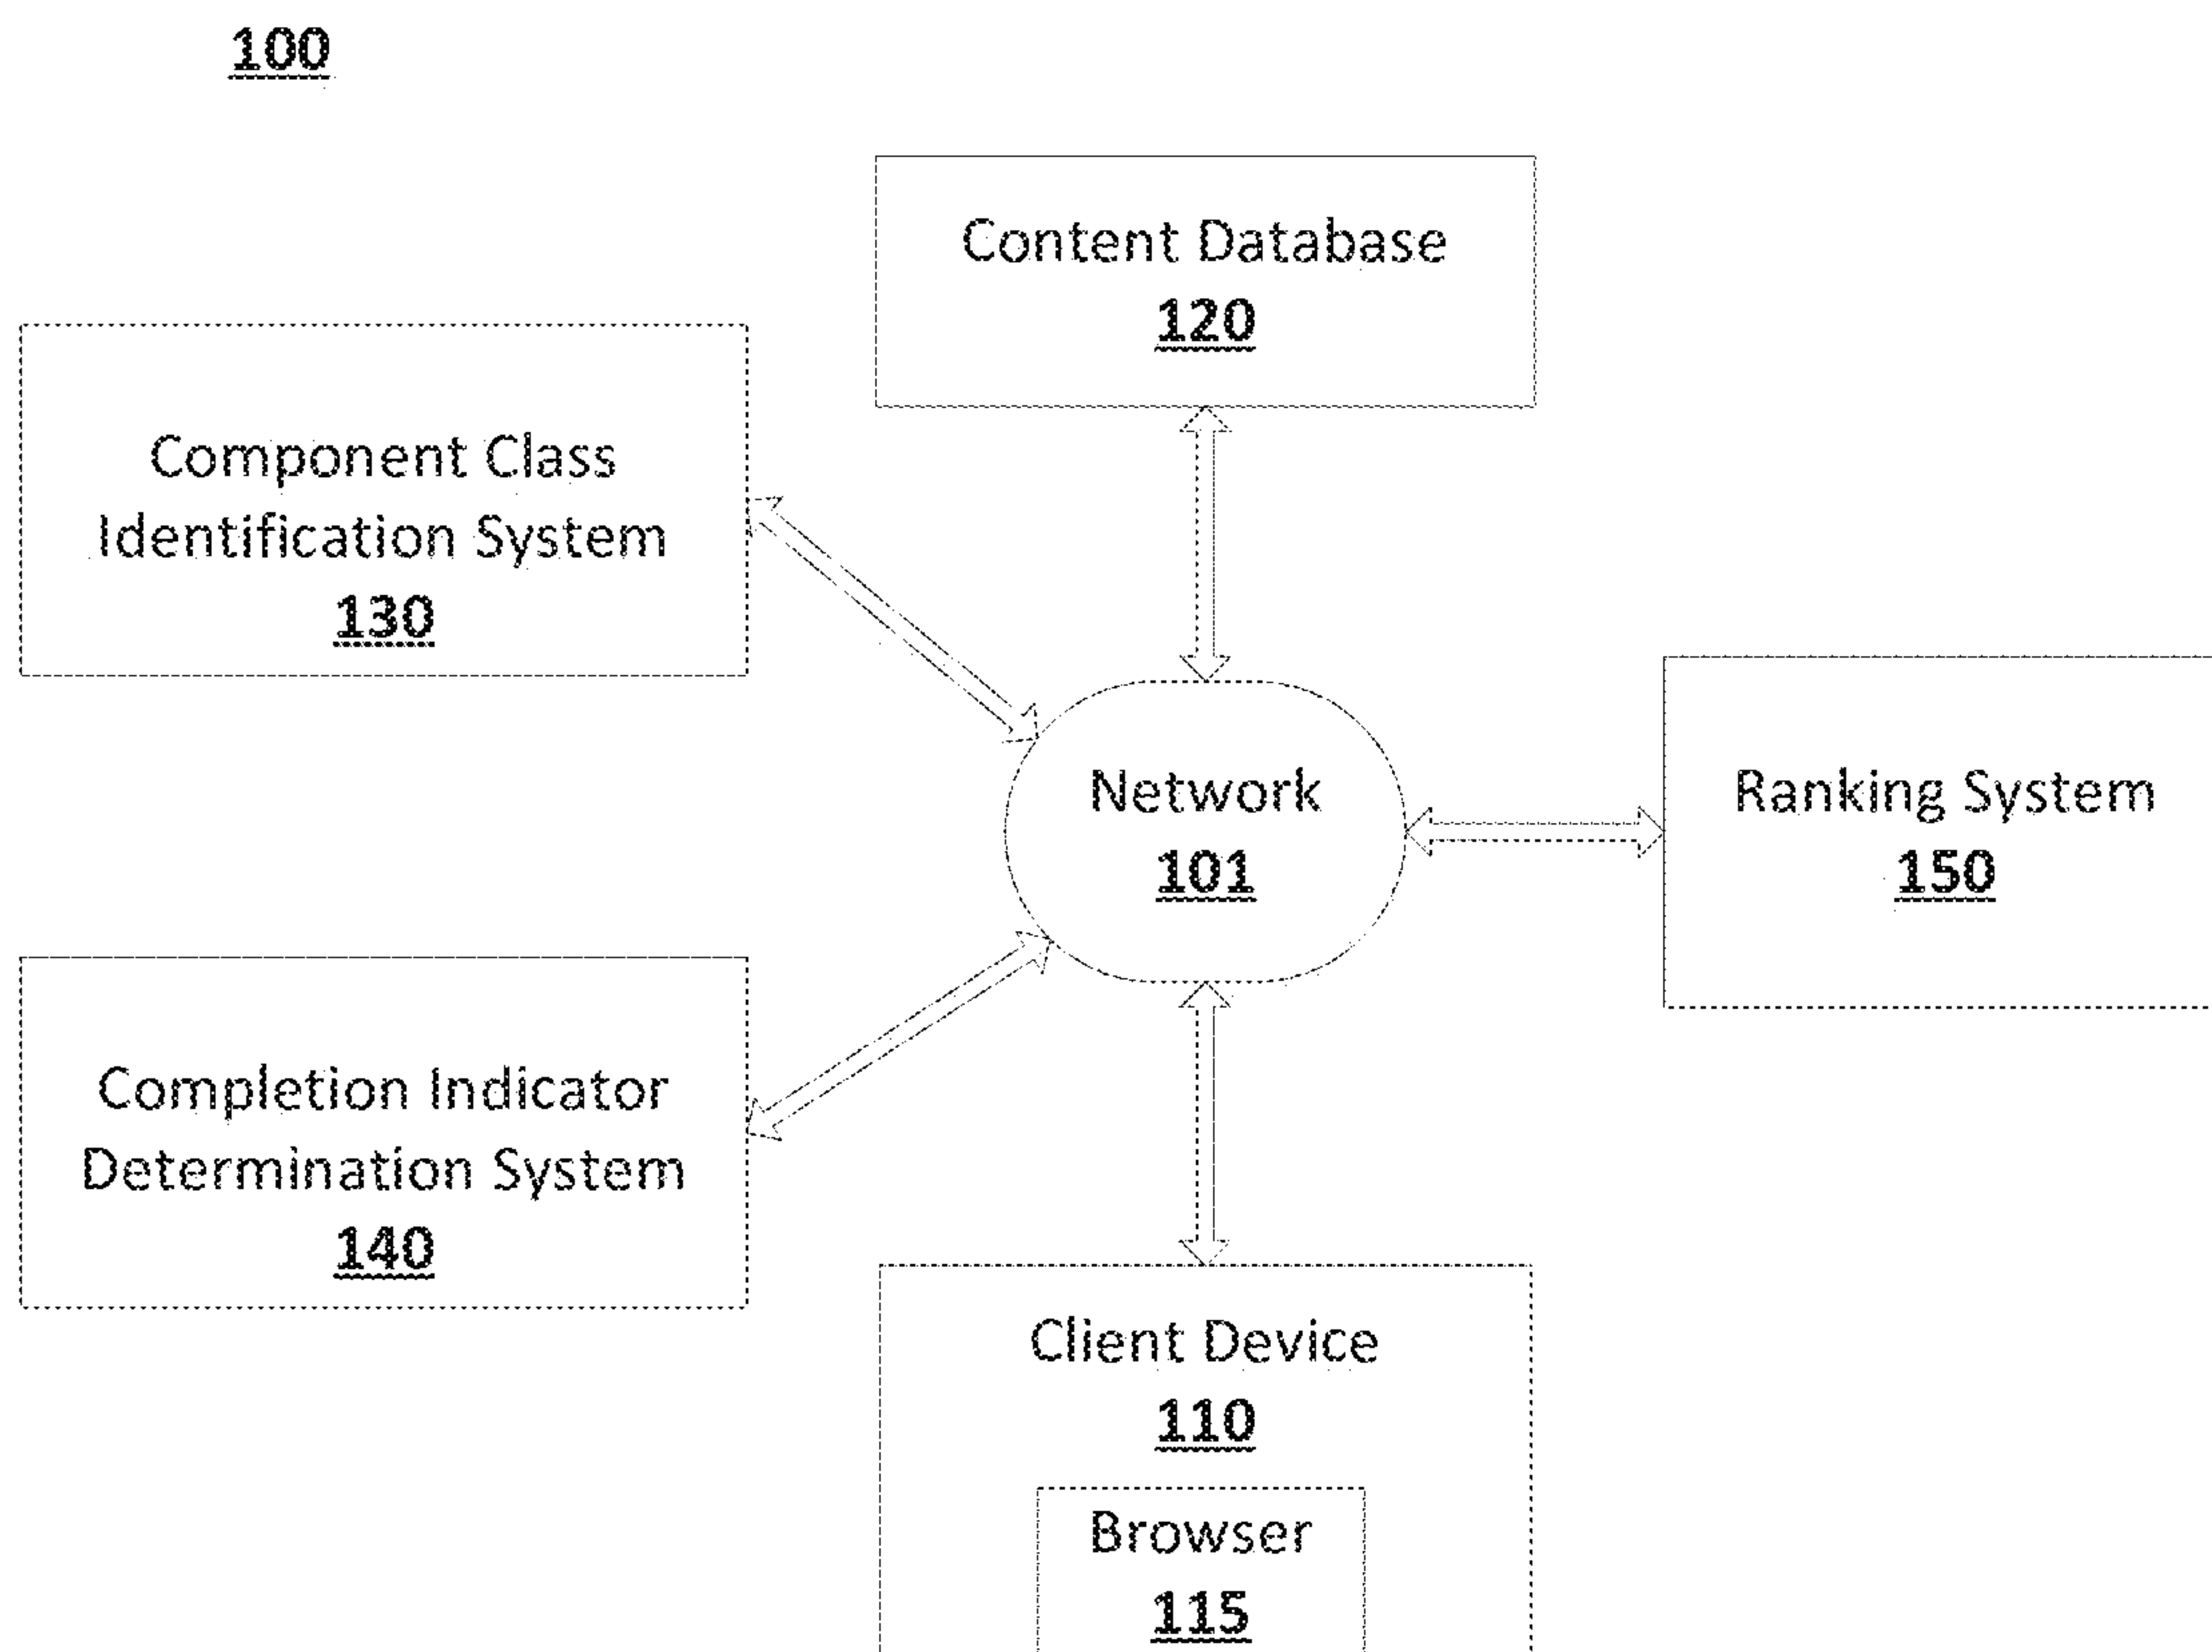 100
Content Database
120
Component Class
Identification System
130
Network
101
Ranking System
150
Completion Indicator
Determination System
140
Client Device
110
Browser
115